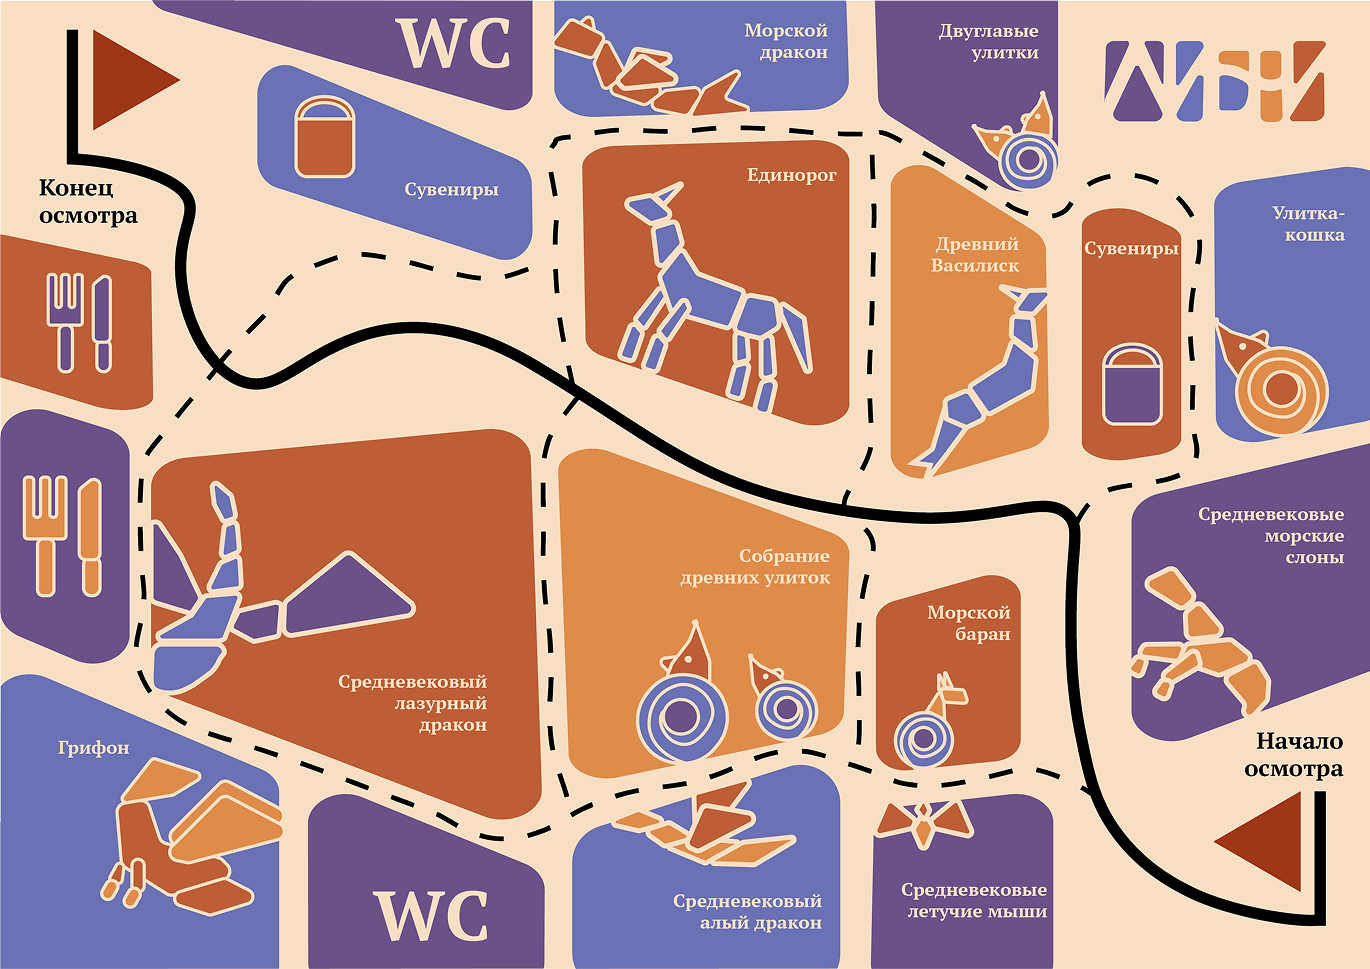 WC
Морской
дракон
Двуглавые
улитки
ЛИБРИ
Конец
осмотра
Сувениры
Единорог
Древний
Василиск
Сувениры
Улитка-
кошка
Средневековые
морские
слоны
Собрание
древних улиток
Морской
баран
Средневековый
лазурный
дракон
Грифон
Начало
осмотра
WC
Средневековый
алый дракон
Средневековые
летучие мыши